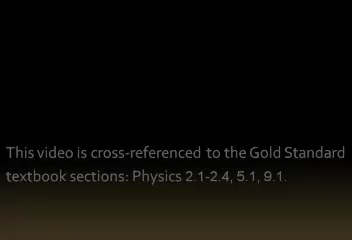 This video is cross-referenced to the Gold Standard
textbook sections: Physics 2.1-2.4, 5.1, 9.1.